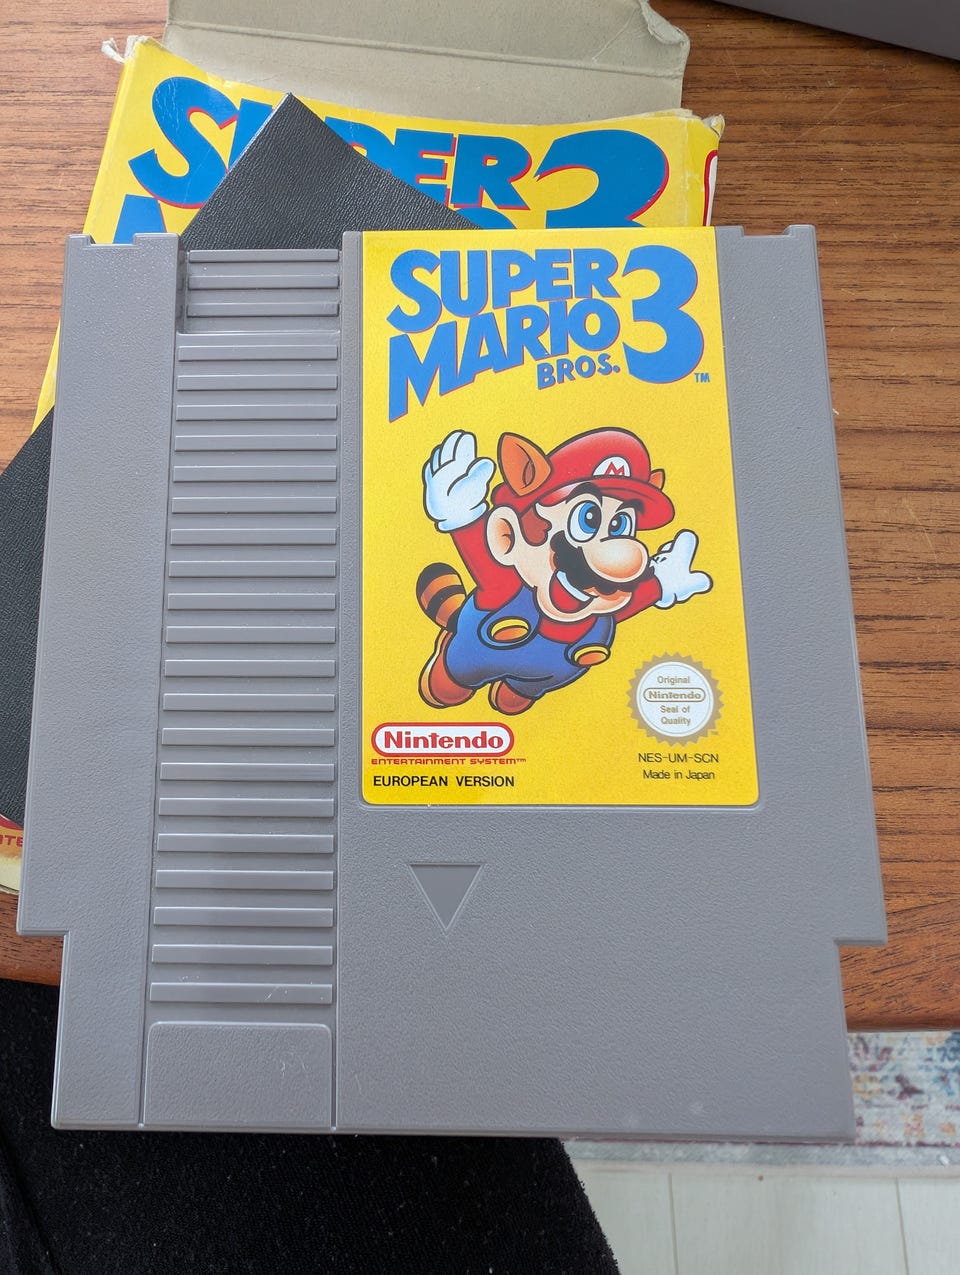 SUPER
3
SUPER
MARIO
BROS. 3
TM
M
Original
Nintendo
Seal of
Quality
Nintendo
ENTERTAINMENT SYSTEM™
EUROPEAN VERSION
NES-UM-SCN
Made in Japan